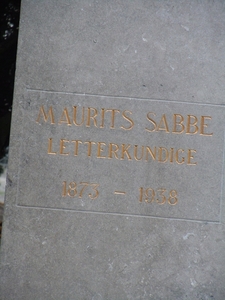 MAURITS SABBE
LETTERKUNDIGE
1873 – 1938